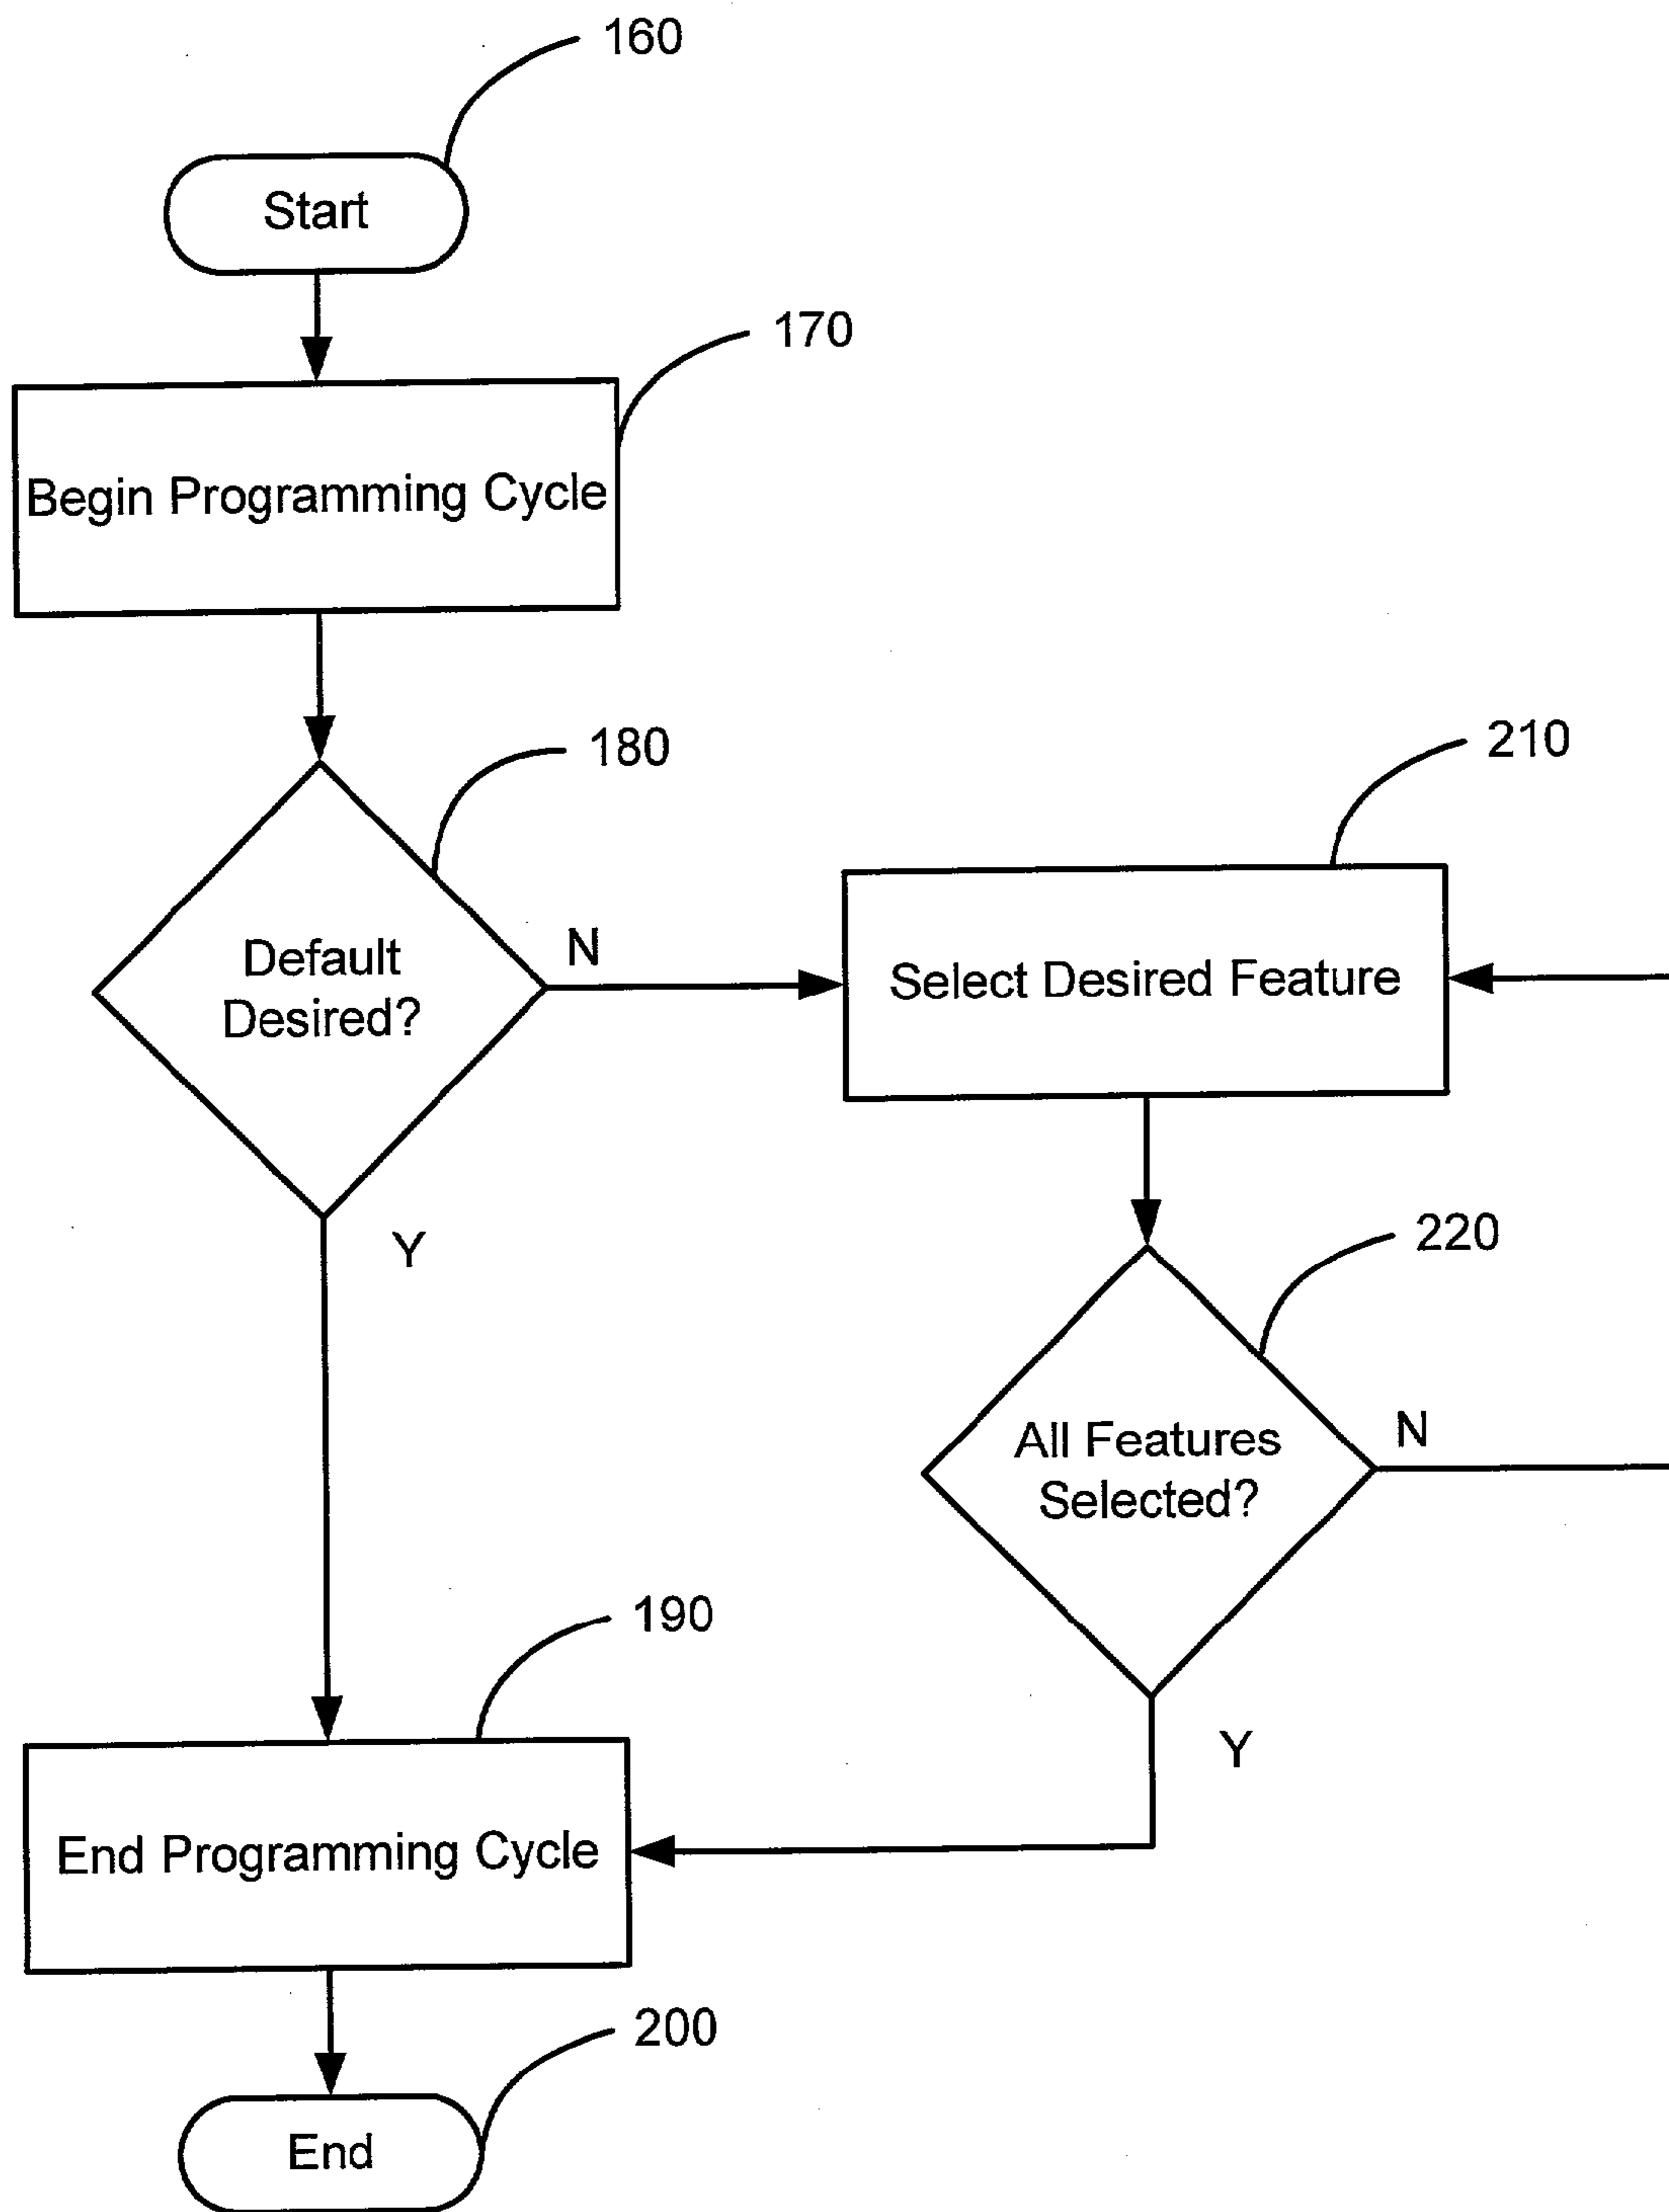 160
Start
170
Begin Programming Cycle
180
210
Default
Desired?
N
Select Desired Feature
Y
220
All Features
Selected?
N
190
Y
End Programming Cycle
200
End